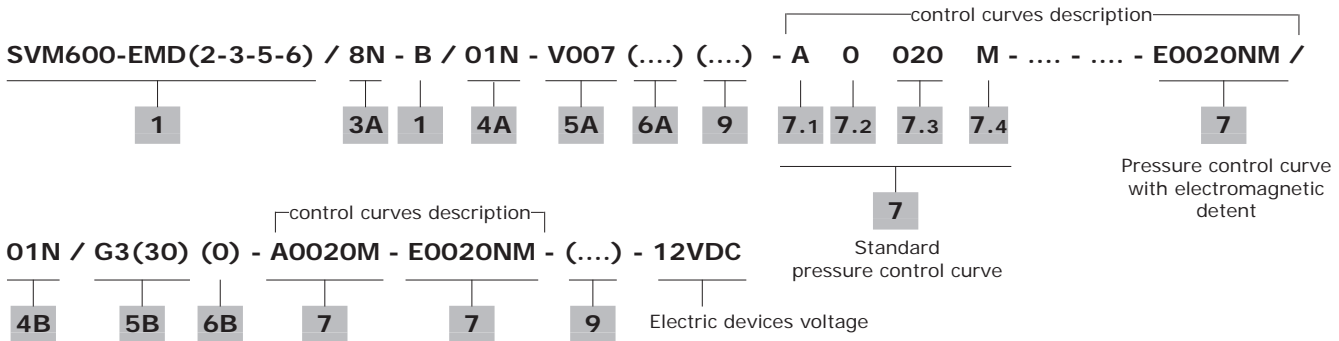 control curves description
SVM600-EMD(2-3-5-6) / 8N - B / 01N - V007 (....) (....) - A 0 020 M - .... - .... - E0020NM /
1 3A 1 4A 5A 6A 9 7.1 7.2 7.3 7.4 7
Pressure control curve
with electromagnetic
detent
7
Standard
pressure control curve
control curves description
01N / G3(30) (0) - A0020M - E0020NM - (....) - 12VDC
4B 5B 6B 7 7 9 Electric devices voltage